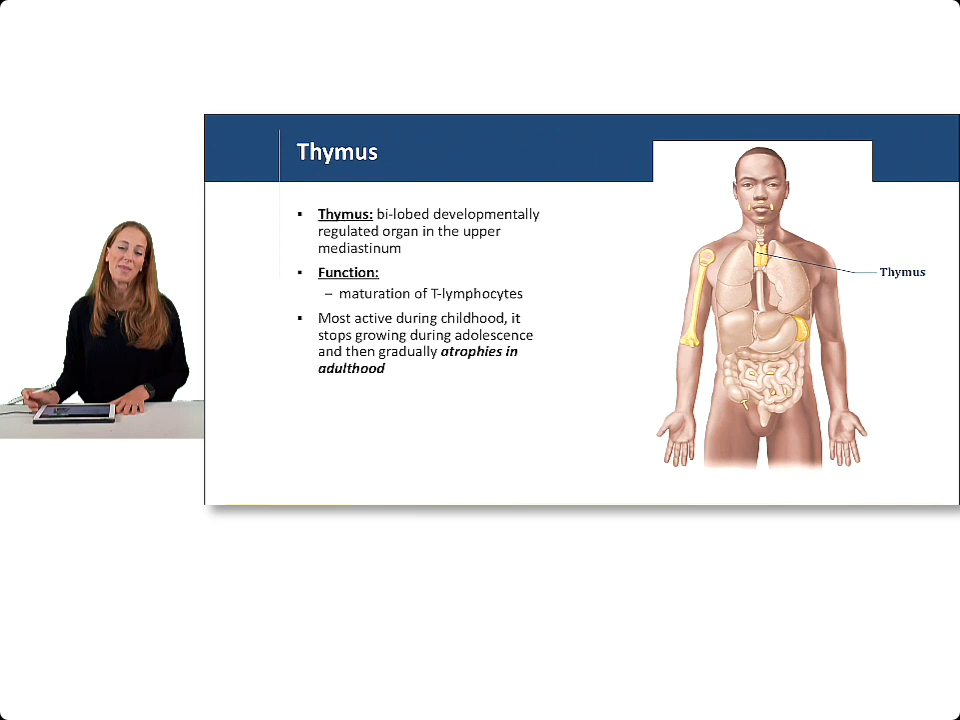 Thymus
▪ Thymus: bi-lobed developmentally
regulated organ in the upper
mediastinum
▪ Function:
– maturation of T-lymphocytes
▪ Most active during childhood, it
stops growing during adolescence
and then gradually atrophies in
adulthood
Thymus